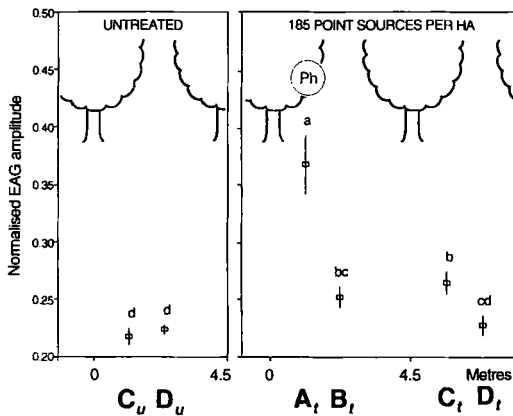 UNTREATED
185 POINT SOURCES PER HA
Normalised EAG amplitude
0.50
0.45
0.40
0.35
0.30
0.25
0.20
Ph
a
d d
bc
b
cd
0 4.5
0 4.5 Metres
Cu Du
At Bt Ct Dt